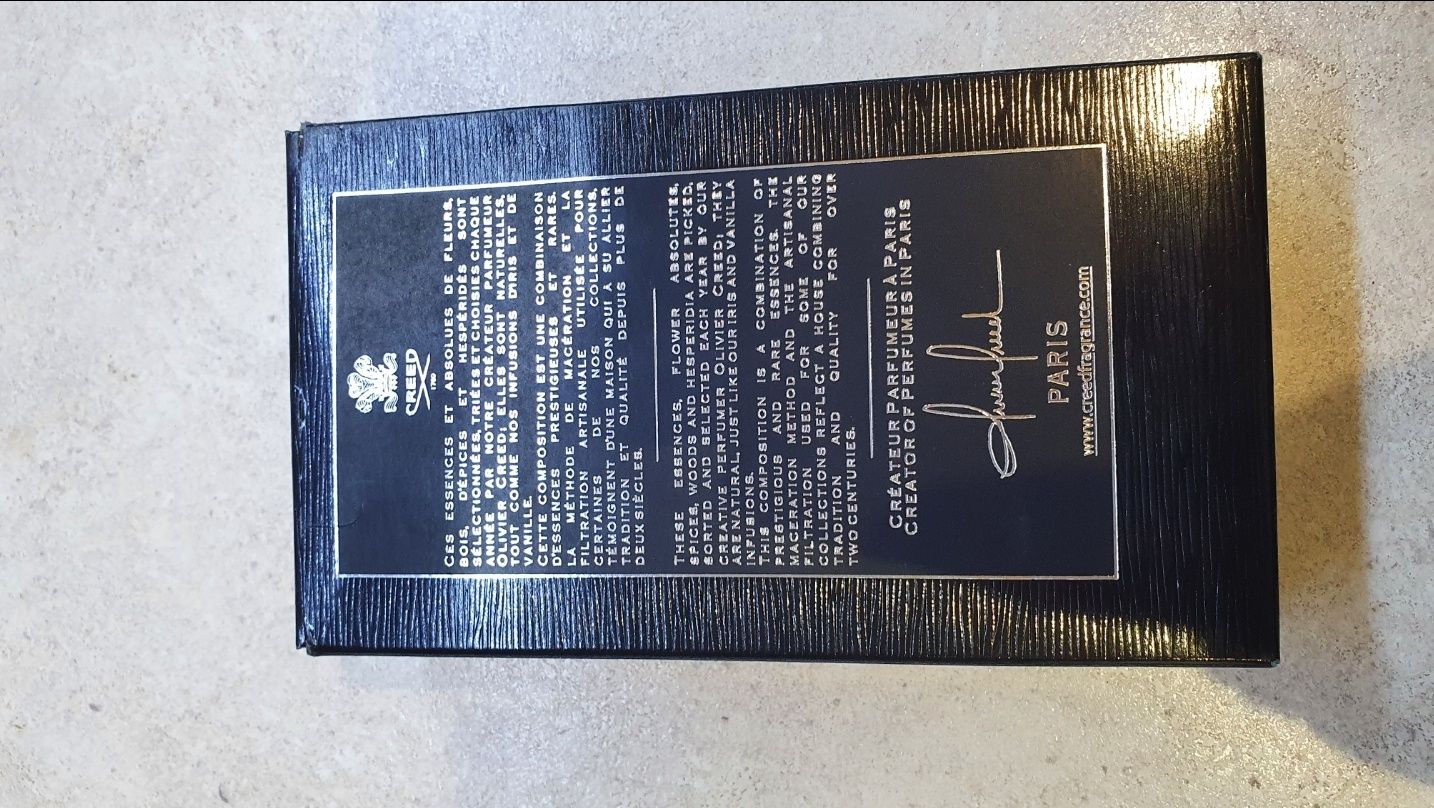 CREED
1760
CES ESSENCES ET ABSOLUES DE FLEURS,
BOIS, D'ÉPICES ET HESPÉRIDÉS SONT
SÉLECTIONNÉES, TRIÉES ET CHOISIES CHAQUE
ANNÉE PAR NOTRE CRÉATEUR PARFUMEUR
OLIVIER CREED; ELLES SONT NATURELLES,
TOUT COMME NOS INFUSIONS D'IRIS ET DE
VANILLE.
CETTE COMPOSITION EST UNE COMBINAISON
D'ESSENCES PRESTIGIEUSES ET RARES.
LA MÉTHODE DE MACÉRATION ET LA
FILTRATION ARTISANALE UTILISÉE POUR
CERTAINES DE NOS COLLECTIONS,
TÉMOIGNENT D'UNE MAISON QUI A SU ALLIER
TRADITION ET QUALITÉ DEPUIS PLUS DE
DEUX SIÈCLES.
THESE ESSENCES, FLOWER ABSOLUTES,
SPICES, WOODS AND HESPERIDIA ARE PICKED,
SORTED AND SELECTED EACH YEAR BY OUR
CREATIVE PERFUMER OLIVIER CREED; THEY
ARE NATURAL, JUST LIKE OUR IRIS AND VANILLA
INFUSIONS.
THIS COMPOSITION IS A COMBINATION OF
PRESTIGIOUS AND RARE ESSENCES. THE
MACERATION METHOD AND THE ARTISANAL
FILTRATION USED FOR SOME OF OUR
COLLECTIONS REFLECT A HOUSE COMBINING
TRADITION AND QUALITY FOR OVER
TWO CENTURIES.
CRÉATEUR PARFUMEUR À PARIS
CREATOR OF PERFUMES IN PARIS
PARIS
www.creedfragrance.com